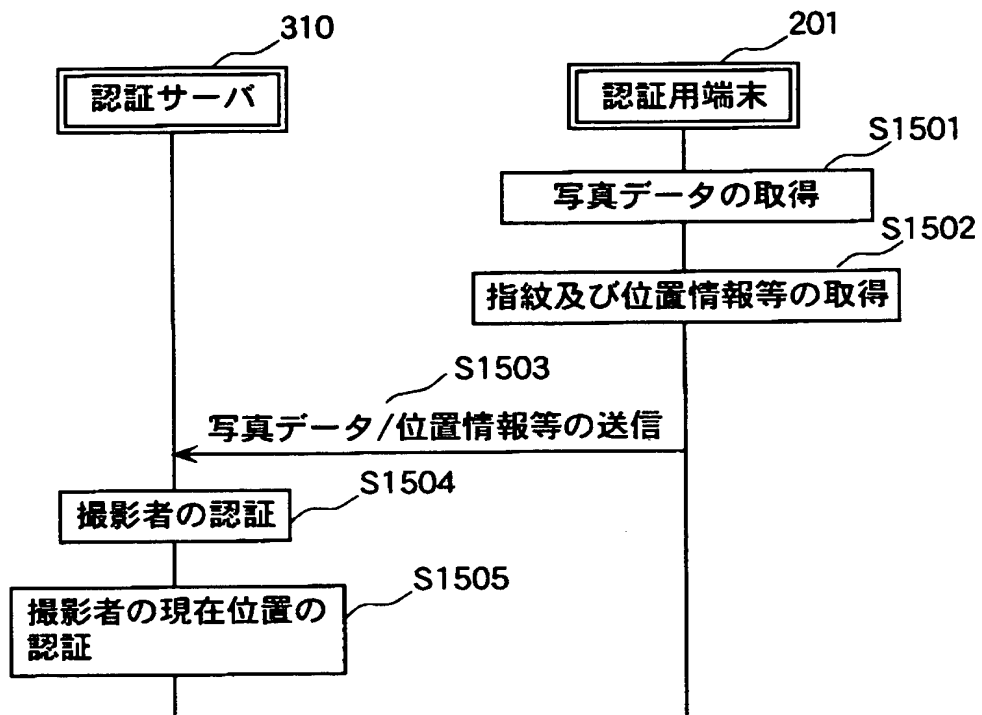 310
201
認証サーバ
認証用端末
S1501
写真データの取得
S1502
指紋及び位置情報等の取得
S1503
写真データ/位置情報等の送信
S1504
撮影者の認証
S1505
撮影者の現在位置の
認証